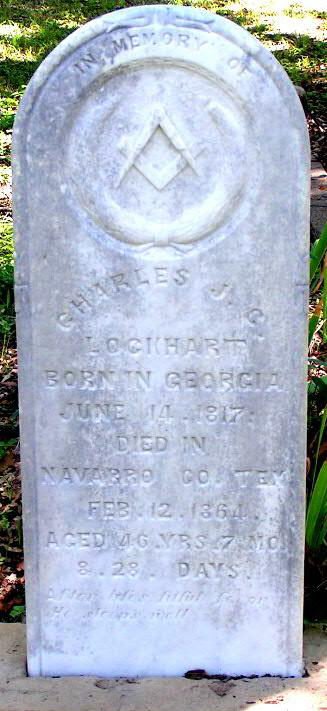 IN MEMORY OF
CHARLES J. C.
LOCKHART
BORN IN GEORGIA
JUNE 14. 1817.
DIED IN
NAVARRO CO. TEX
FEB. 12. 1864.
AGED 46 YRS. 7 MO.
& 28. DAYS.
After life's fitful fever
He sleeps well